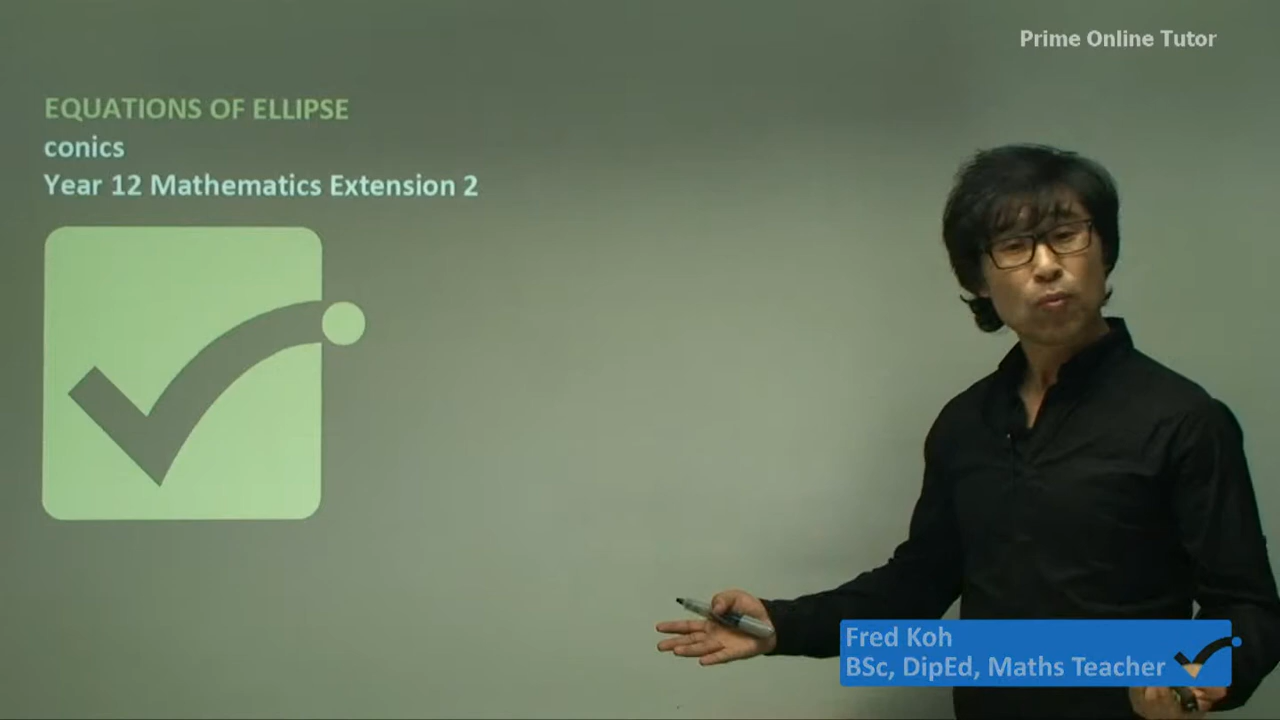 Prime Online Tutor
EQUATIONS OF ELLIPSE
conics
Year 12 Mathematics Extension 2
Fred Koh
BSc, DipEd, Maths Teacher